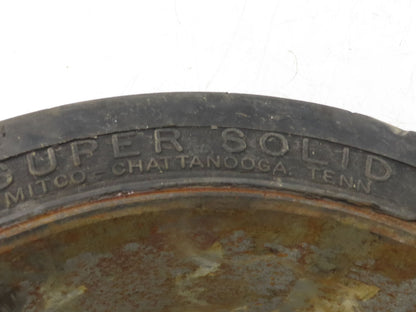 SUPER SOLID
MITCO-CHATTANOOGA, TENN